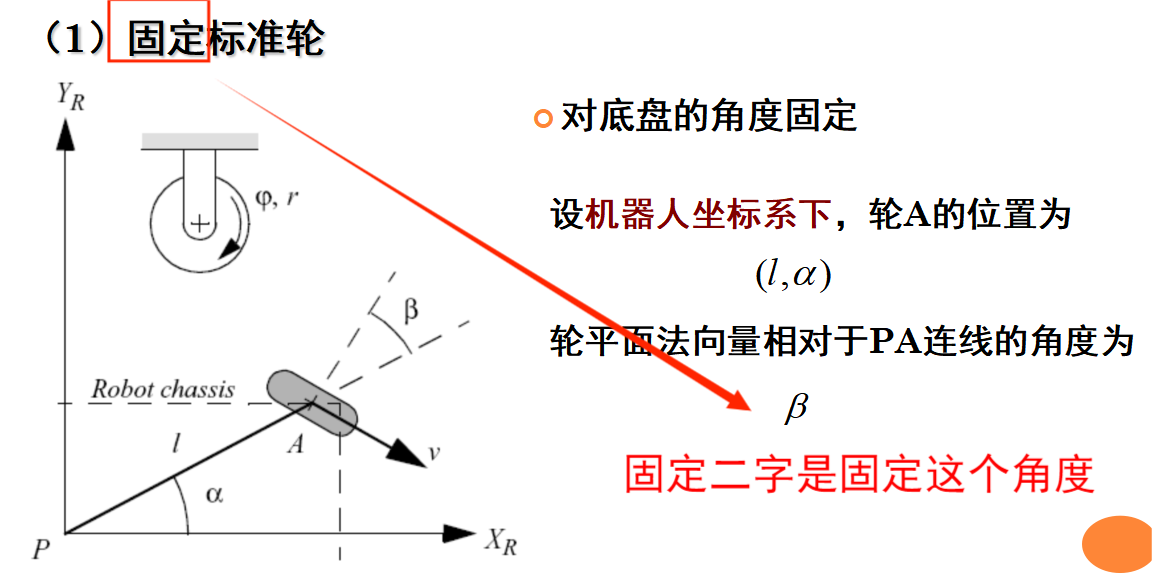 （1）固定标准轮
Y_R
φ, r
β
Robot chassis
l
A
v
α
P
X_R
对底盘的角度固定
设机器人坐标系下，轮A的位置为
(l,α)
轮平面法向量相对于PA连线的角度为
β
固定二字是固定这个角度